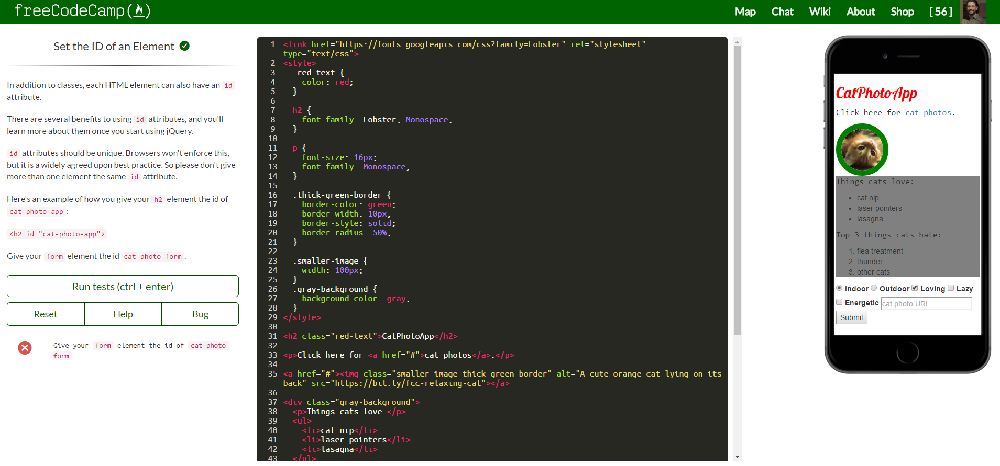 freeCodeCamp
Map Chat Wiki About Shop [ 56 ]
Set the ID of an Element
In addition to classes, each HTML element can also have an id
attribute.
There are several benefits to using id attributes, and you'll
learn more about them once you start using jQuery.
id attributes should be unique. Browsers won't enforce this,
but it is a widely agreed upon best practice. So please don't give
more than one element the same id attribute.
Here's an example of how you give your h2 element the id of
cat-photo-app :
<h2 id="cat-photo-app">
Give your form element the id cat-photo-form .
Run tests (ctrl + enter)
Reset Help Bug
Give your form element the id of cat-photo-
form .
1 <link href="https://fonts.googleapis.com/css?family=Lobster" rel="stylesheet"
type="text/css">
2 <style>
3 .red-text {
4 color: red;
5 }
6
7 h2 {
8 font-family: Lobster, Monospace;
9 }
10
11 p {
12 font-size: 16px;
13 font-family: Monospace;
14 }
15
16 .thick-green-border {
17 border-color: green;
18 border-width: 10px;
19 border-style: solid;
20 border-radius: 50%;
21 }
22
23 .smaller-image {
24 width: 100px;
25 }
26 .gray-background {
27 background-color: gray;
28 }
29 </style>
30
31 <h2 class="red-text">CatPhotoApp</h2>
32
33 <p>Click here for <a href="#">cat photos</a>.</p>
34
35 <a href="#"><img class="smaller-image thick-green-border" alt="A cute orange cat lying on its
back" src="https://bit.ly/fcc-relaxing-cat"></a>
36
37 <div class="gray-background">
38 <p>Things cats love:</p>
39 <ul>
40 <li>cat nip</li>
41 <li>laser pointers</li>
42 <li>lasagna</li>
43 </ul>
CatPhotoApp
Click here for cat photos.
Things cats love:
• cat nip
• laser pointers
• lasagna
Top 3 things cats hate:
1. flea treatment
2. thunder
3. other cats
Indoor Outdoor Loving Lazy
Energetic cat photo URL
Submit